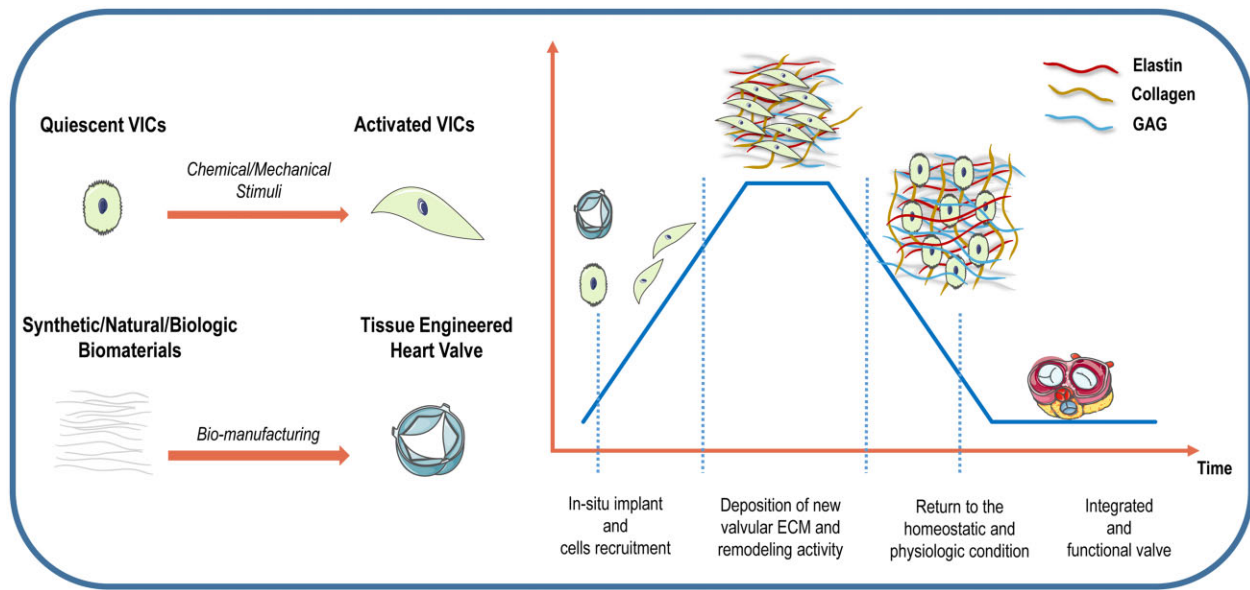 Quiescent VICs
Chemical/Mechanical
Stimuli
Activated VICs
Synthetic/Natural/Biologic
Biomaterials
Bio-manufacturing
Tissue Engineered
Heart Valve
Elastin
Collagen
GAG
Time
In-situ implant
and
cells recruitment
Deposition of new
valvular ECM and
remodeling activity
Return to the
homeostatic and
physiologic condition
Integrated
and
functional valve